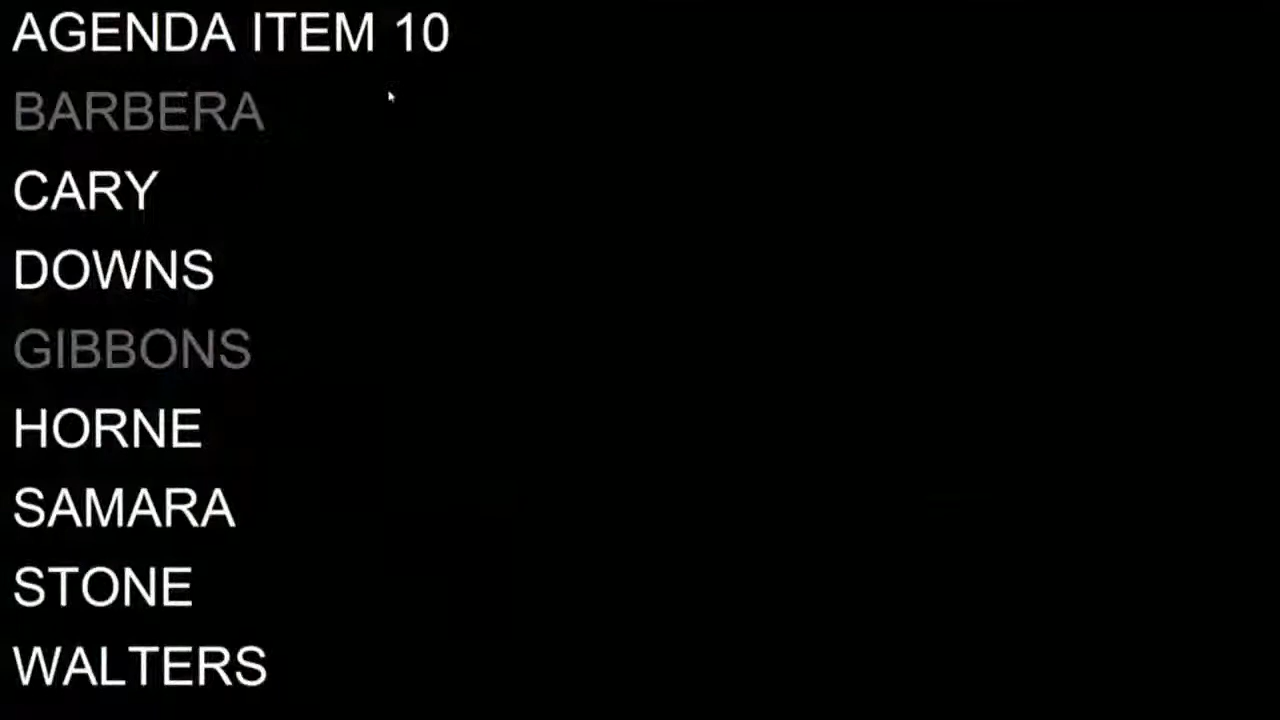 AGENDA ITEM 10
BARBERA
CARY
DOWNS
GIBBONS
HORNE
SAMARA
STONE
WALTERS